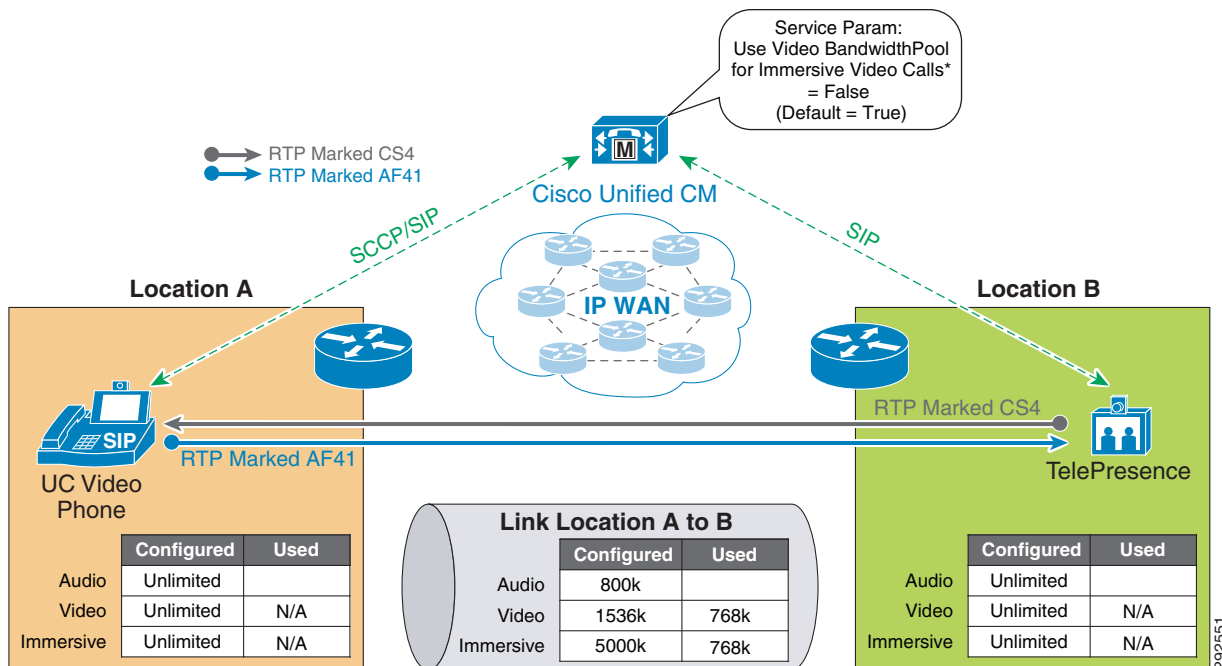 Service Param:
Use Video BandwidthPool
for Immersive Video Calls*
= False
(Default = True)
RTP Marked CS4
RTP Marked AF41
M
Cisco Unified CM
SCCP/SIP
SIP
IP WAN
Location A
Location B
RTP Marked CS4
SIP
RTP Marked AF41
UC Video
Phone
TelePresence
Configured Used
Audio Unlimited
Video Unlimited N/A
Immersive Unlimited N/A
Link Location A to B
Configured Used
Audio 800k
Video 1536k 768k
Immersive 5000k 768k
Configured Used
Audio Unlimited
Video Unlimited N/A
Immersive Unlimited N/A